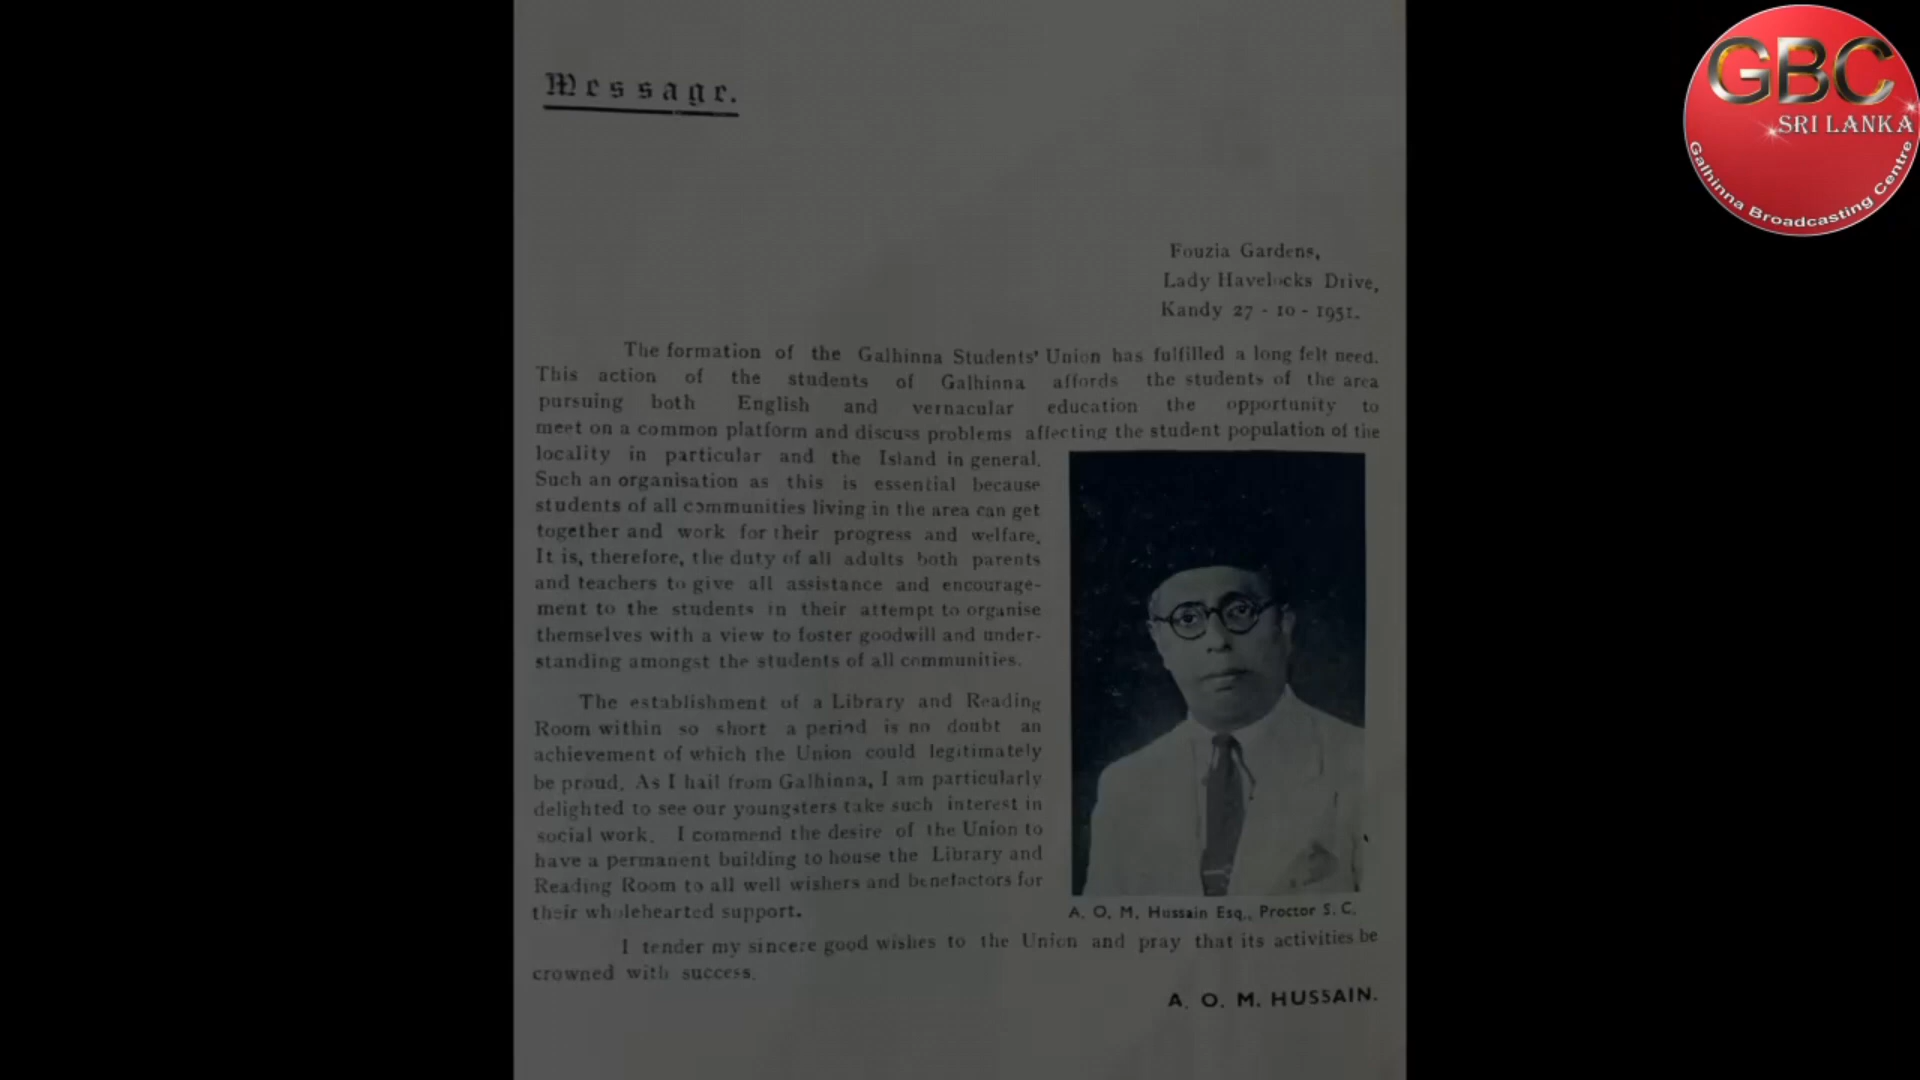 Message.
GBC
SRI LANKA
Galhinna Broadcasting Centre
Fouzia Gardens,
Lady Havelocks Drive,
Kandy 27 - 10 - 1951.
The formation of the Galhinna Students' Union has fulfilled a long felt need.
This action of the students of Galhinna affords the students of the area
pursuing both English and vernacular education the opportunity to
meet on a common platform and discuss problems affecting the student population of the
locality in particular and the Island in general.
Such an organisation as this is essential because
students of all communities living in the area can get
together and work for their progress and welfare.
It is, therefore, the duty of all adults both parents
and teachers to give all assistance and encourage-
ment to the students in their attempt to organise
themselves with a view to foster goodwill and under-
standing amongst the students of all communities.
The establishment of a Library and Reading
Room within so short a period is no doubt an
achievement of which the Union could legitimately
be proud. As I hail from Galhinna, I am particularly
delighted to see our youngsters take such interest in
social work. I commend the desire of the Union to
have a permanent building to house the Library and
Reading Room to all well wishers and benefactors for
their wholehearted support.
A. O. M. Hussain Esq., Proctor S. C.
I tender my sincere good wishes to the Union and pray that its activities be
crowned with success.
A. O. M. HUSSAIN.